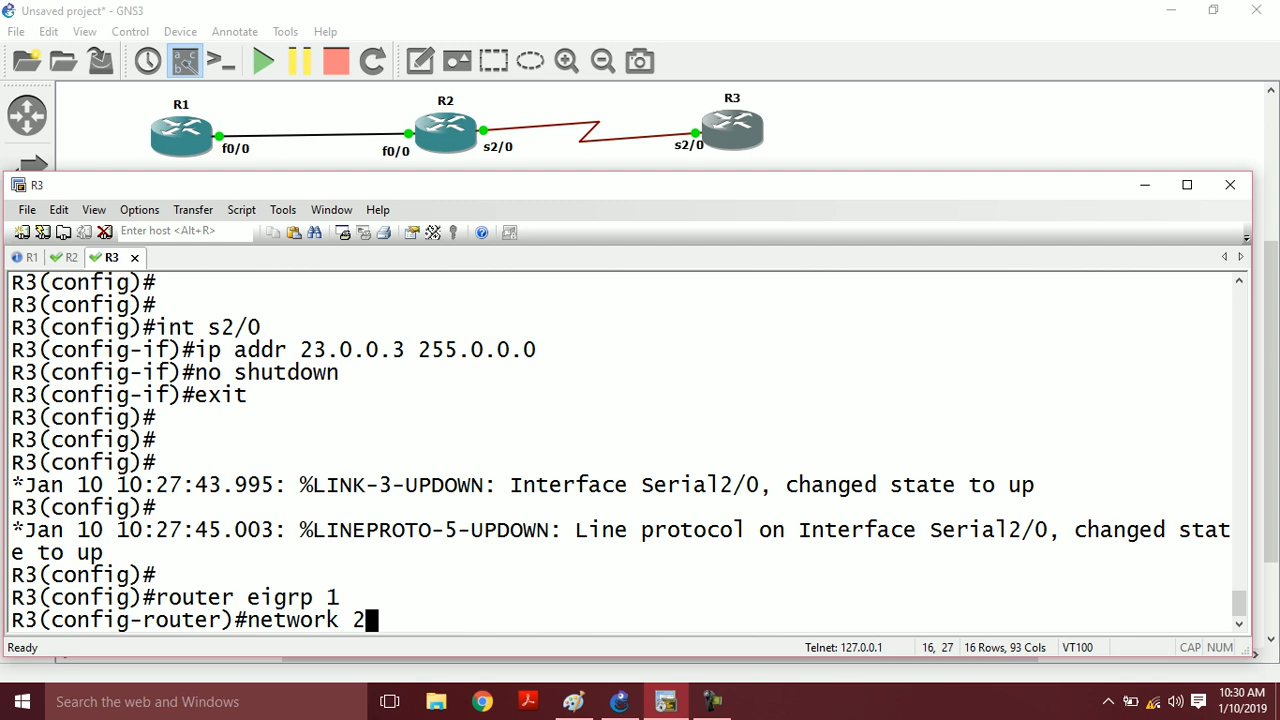 Unsaved project* - GNS3
File Edit View Control Device Annotate Tools Help
R1 R2 R3
f0/0 f0/0 s2/0 s2/0
R3
File Edit View Options Transfer Script Tools Window Help
Enter host <Alt+R>
R1 R2 R3
R3(config)#
R3(config)#
R3(config)#int s2/0
R3(config-if)#ip addr 23.0.0.3 255.0.0.0
R3(config-if)#no shutdown
R3(config-if)#exit
R3(config)#
R3(config)#
R3(config)#
*Jan 10 10:27:43.995: %LINK-3-UPDOWN: Interface Serial2/0, changed state to up
R3(config)#
*Jan 10 10:27:45.003: %LINEPROTO-5-UPDOWN: Line protocol on Interface Serial2/0, changed stat
e to up
R3(config)#
R3(config)#router eigrp 1
R3(config-router)#network 2
Ready Telnet: 127.0.0.1 16, 27 16 Rows, 93 Cols VT100 CAP NUM
Search the web and Windows
10:30 AM
1/10/2019